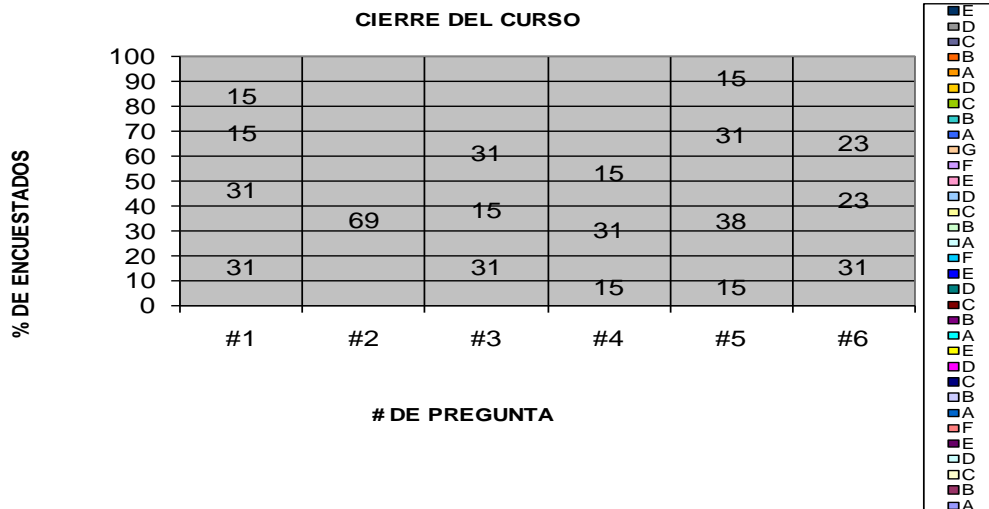 CIERRE DEL CURSO
% DE ENCUESTADOS
100
90
80
70
60
50
40
30
20
10
0
15
15
31
31
69
31
15
31
15
31
15
15
31
38
15
23
23
31
#1 #2 #3 #4 #5 #6
# DE PREGUNTA
E
D
C
B
A
D
C
B
A
G
F
E
D
C
B
A
F
E
D
C
B
A
E
D
C
B
A
F
E
D
C
B
A